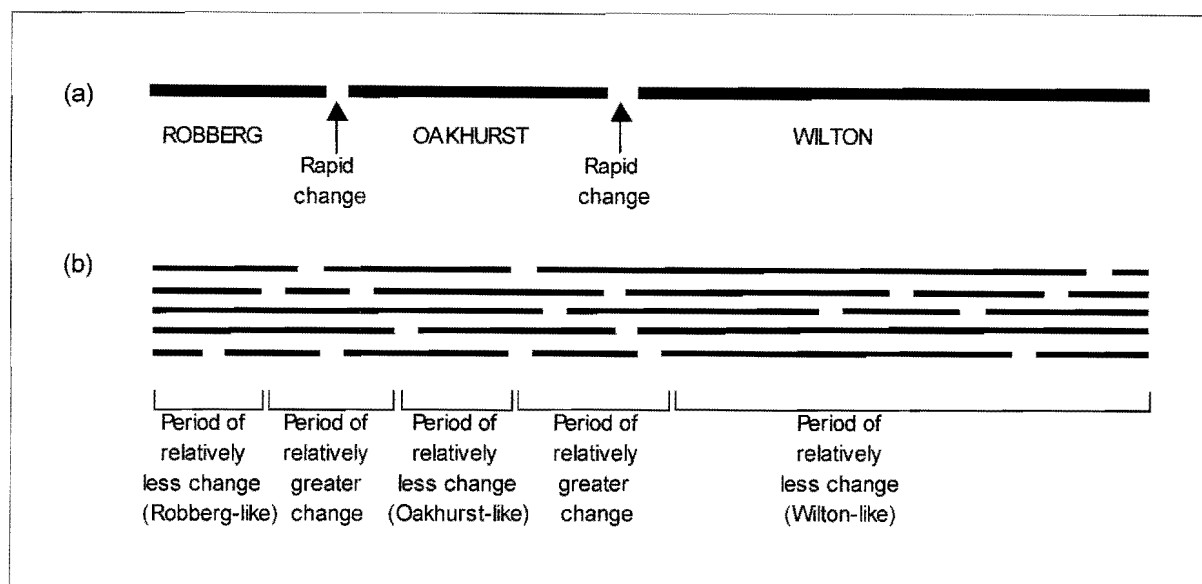 (a)
ROBBERG OAKHURST WILTON
Rapid change
Rapid change
(b)
Period of relatively less change (Robberg-like)
Period of relatively greater change
Period of relatively less change (Oakhurst-like)
Period of relatively greater change
Period of relatively less change (Wilton-like)